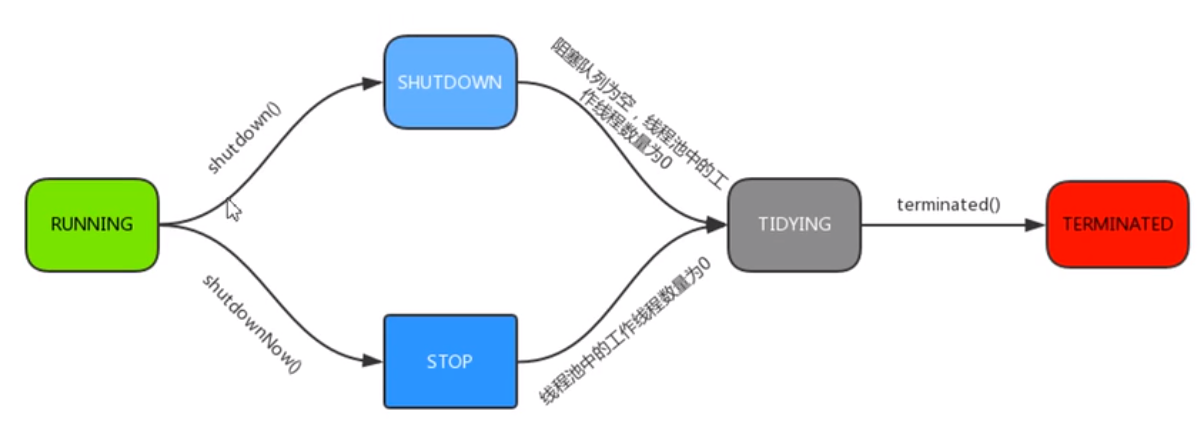 SHUTDOWN
阻塞队列为空，线程池中的工
作线程数量为0
shutdown()
RUNNING
TIDYING
terminated()
TERMINATED
shutdownNow()
STOP
线程池中的工作线程数量为0